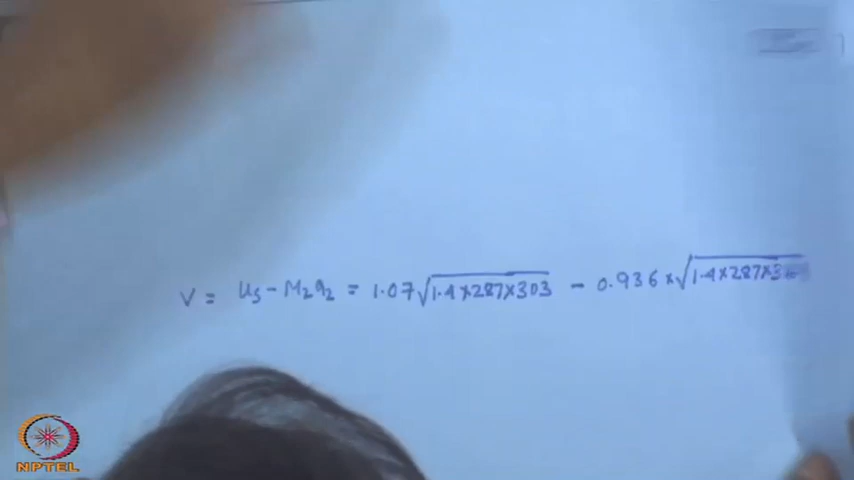 V = Us - M₂a₂ = 1.07√1.4×287×303 - 0.936×√1.4×287×3
NPTEL